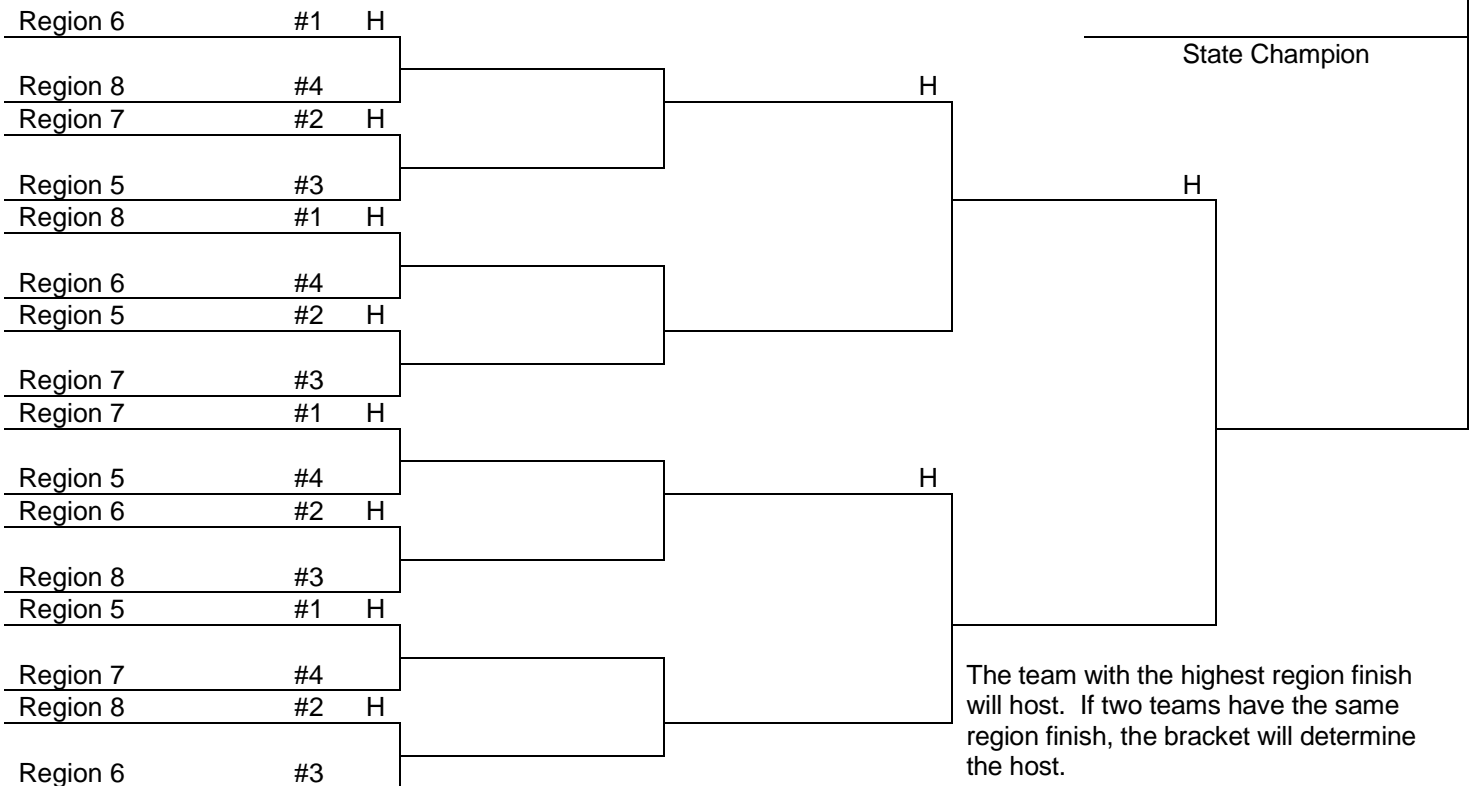 Region 6 #1 H
State Champion
Region 8 #4 H
Region 7 #2 H
Region 5 #3 H
Region 8 #1 H
Region 6 #4
Region 5 #2 H
Region 7 #3
Region 7 #1 H
Region 5 #4 H
Region 6 #2 H
Region 8 #3
Region 5 #1 H
Region 7 #4
Region 8 #2 H
Region 6 #3
The team with the highest region finish
will host. If two teams have the same
region finish, the bracket will determine
the host.